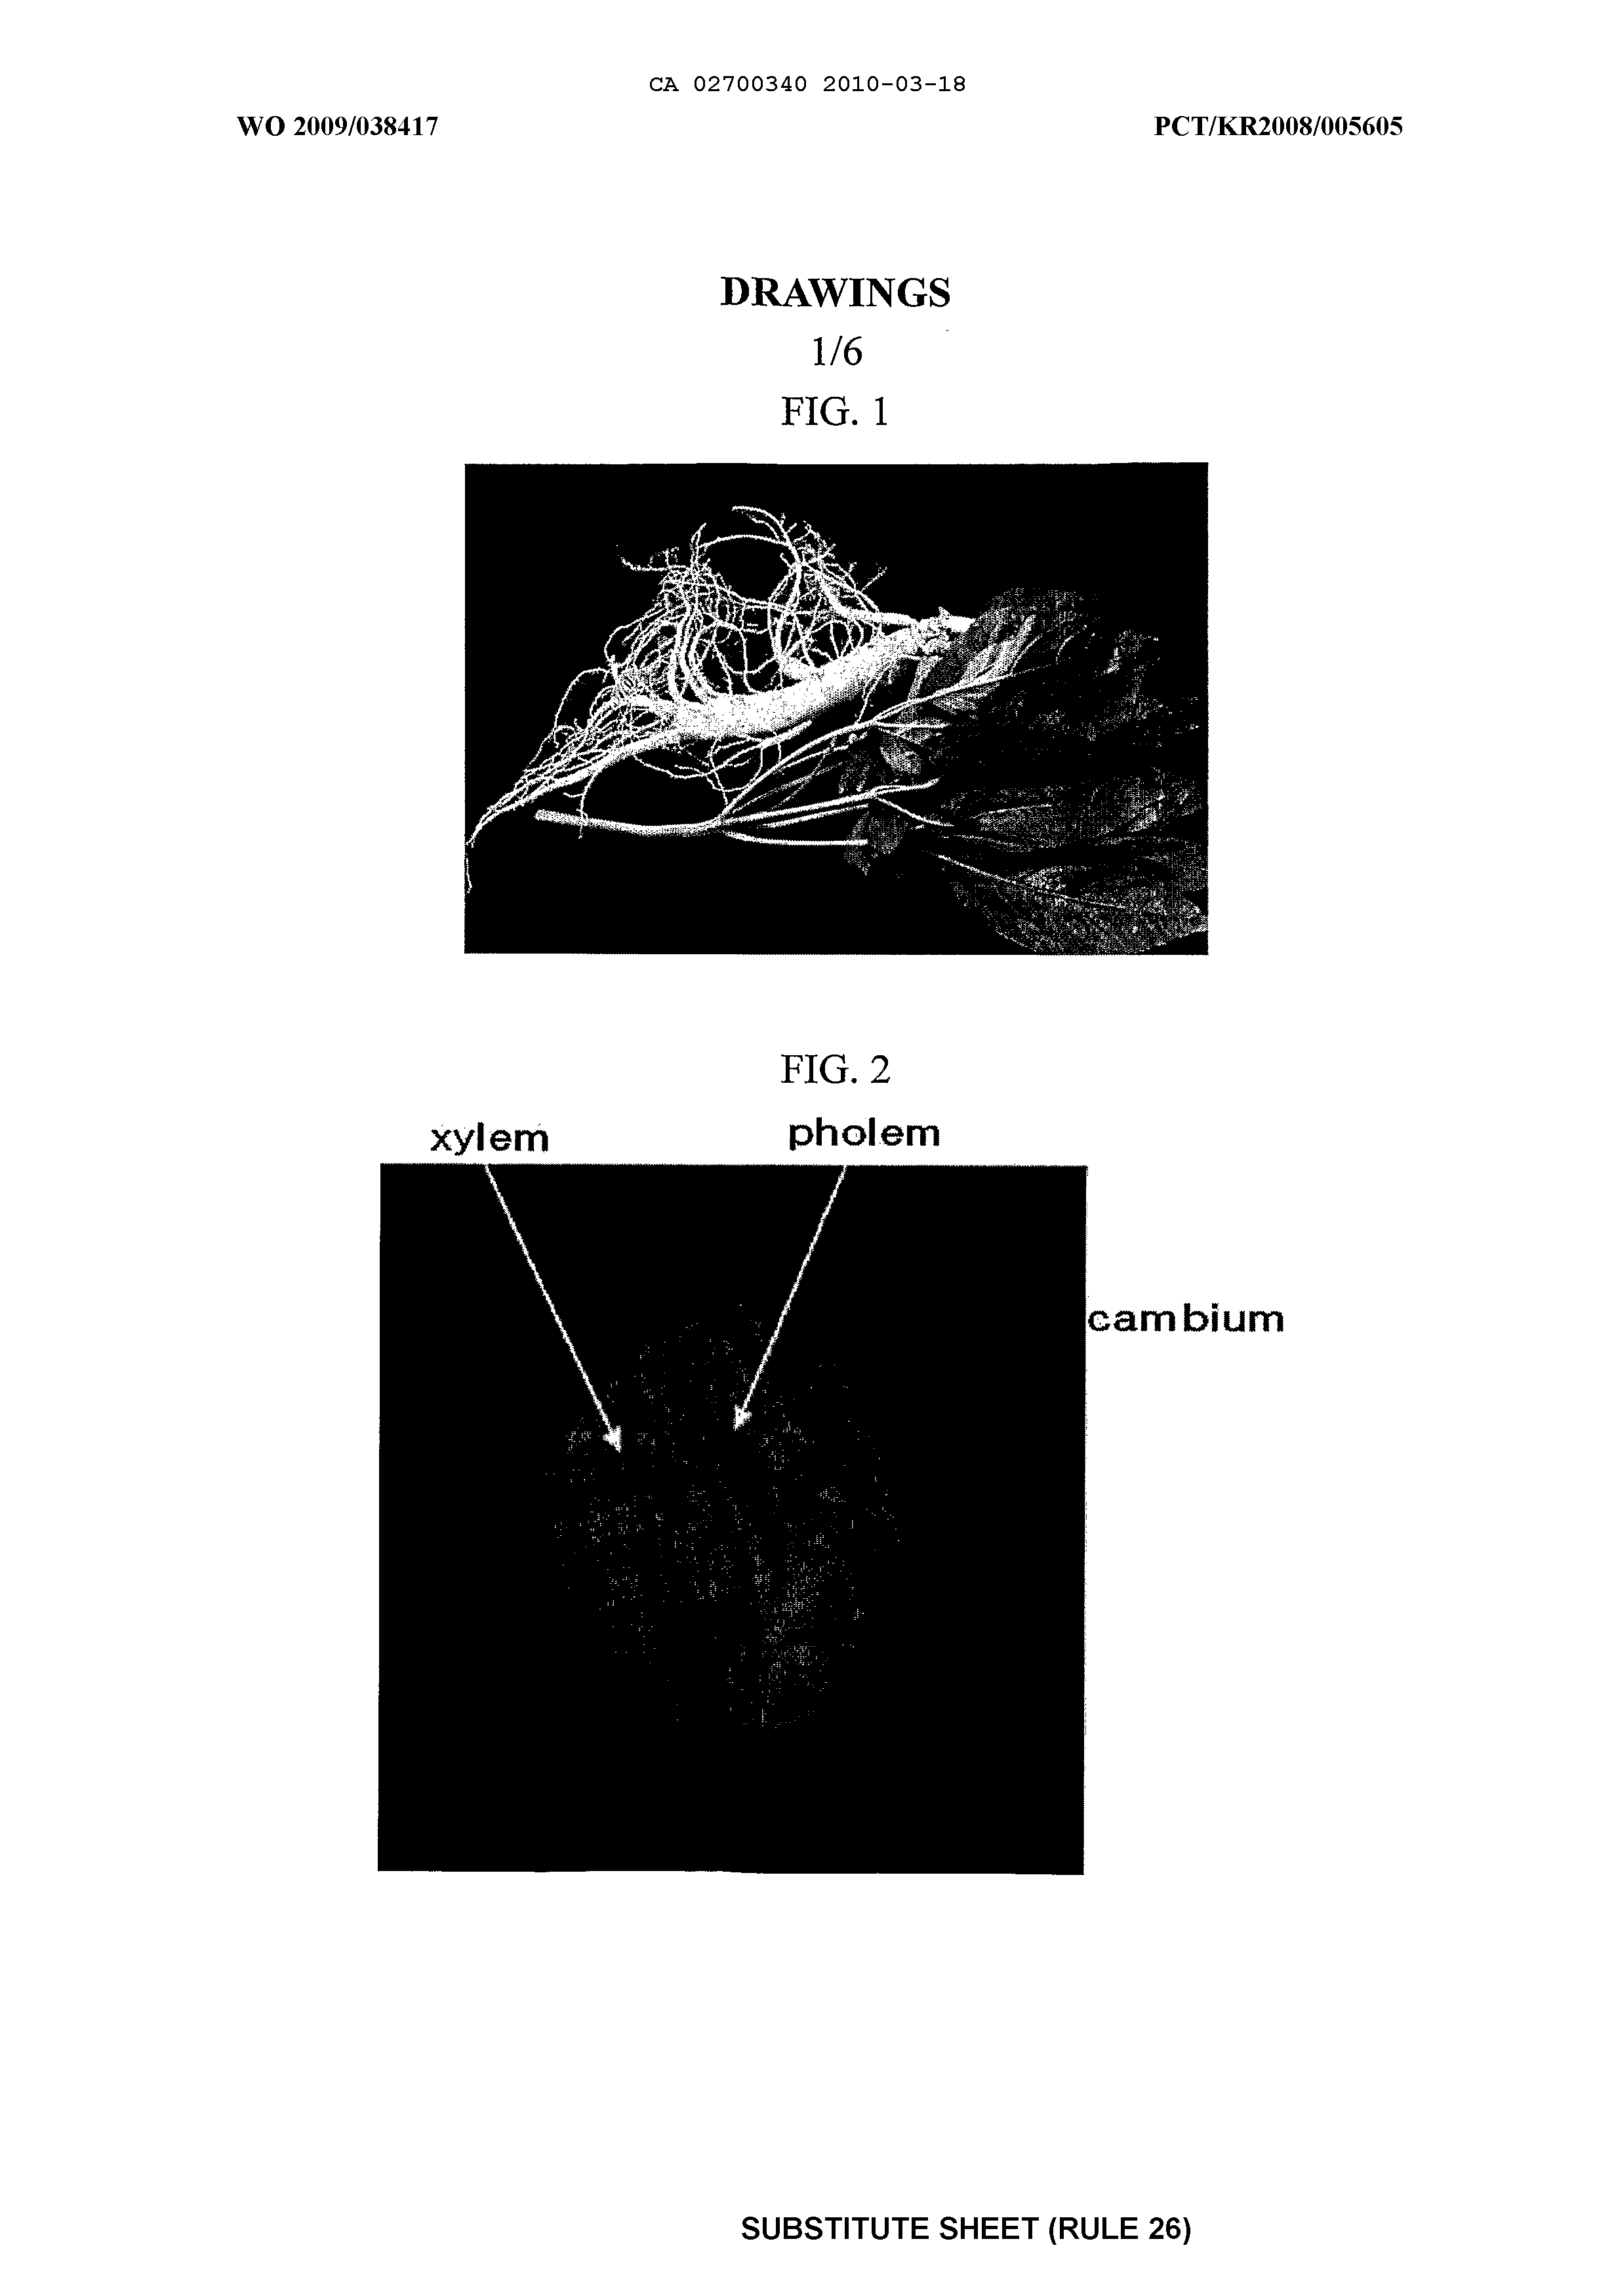 CA 02700340 2010-03-18
WO 2009/038417
PCT/KR2008/005605
DRAWINGS
1/6
FIG. 1
FIG. 2
xylem
pholem
cambium
SUBSTITUTE SHEET (RULE 26)